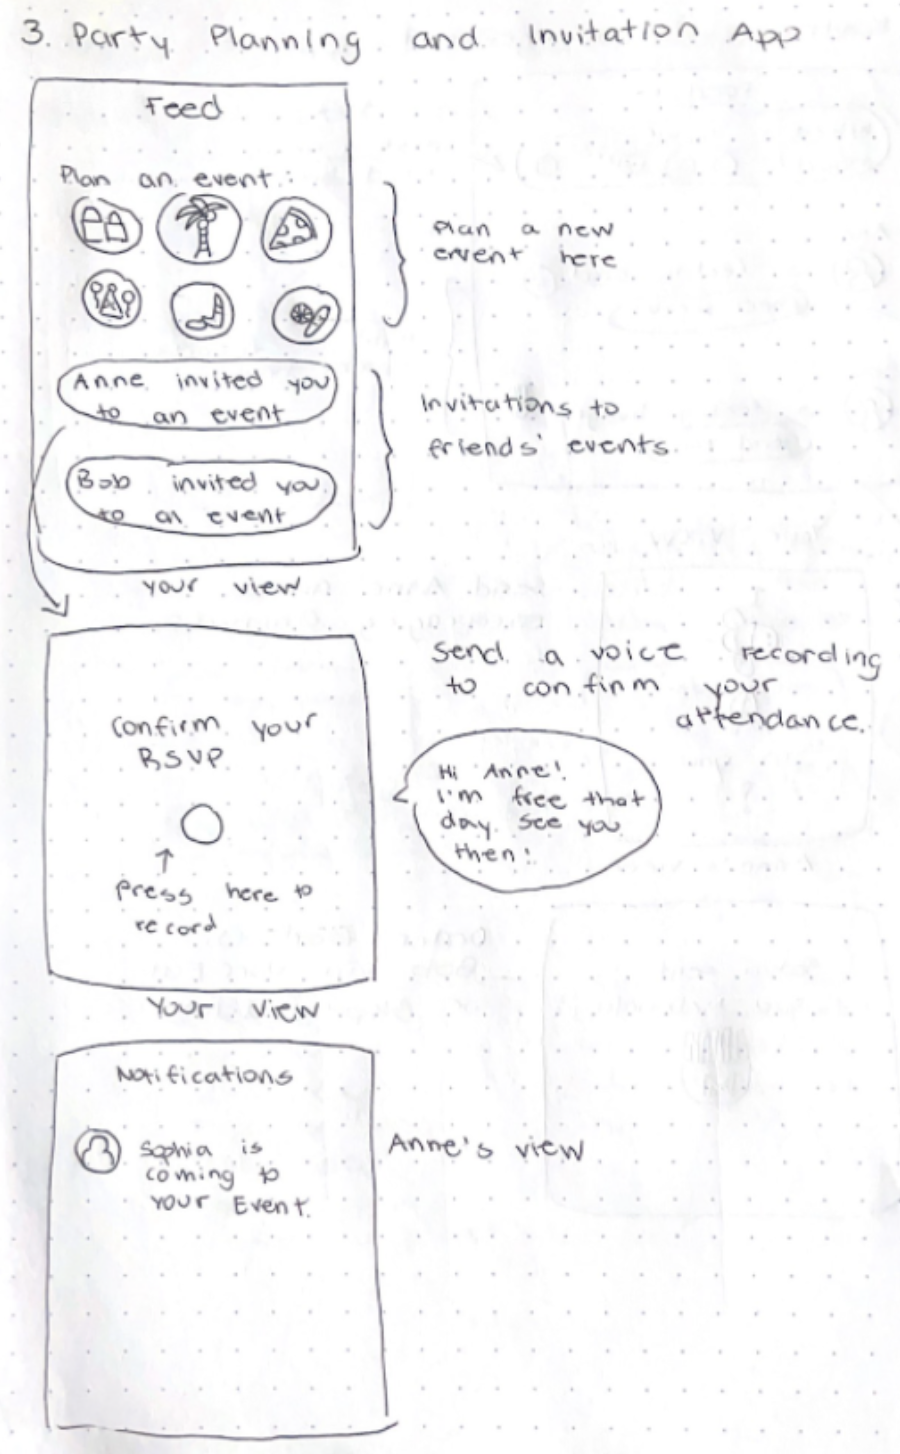 3. Party Planning and Invitation App
Feed
Plan an event:
Plan a new
event here
Anne invited you
to an event
Bob invited you
to an event
Invitations to
friends' events
your view
Send a voice recording
to confirm your
attendance.
Confirm your
RSVP
Hi Anne!
I'm free that
day. See you
then!
press here to
record
Your view
Notifications
Sophia is
coming to
your Event.
Anne's view